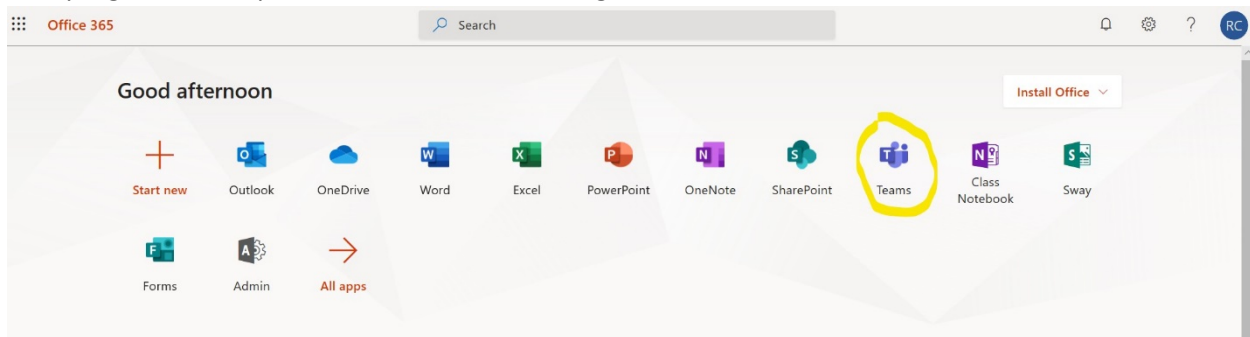 Office 365
Search
?
RC
Good afternoon
Install Office
Start new
Outlook
OneDrive
Word
Excel
PowerPoint
OneNote
SharePoint
Teams
Class
Notebook
Sway
Forms
Admin
All apps